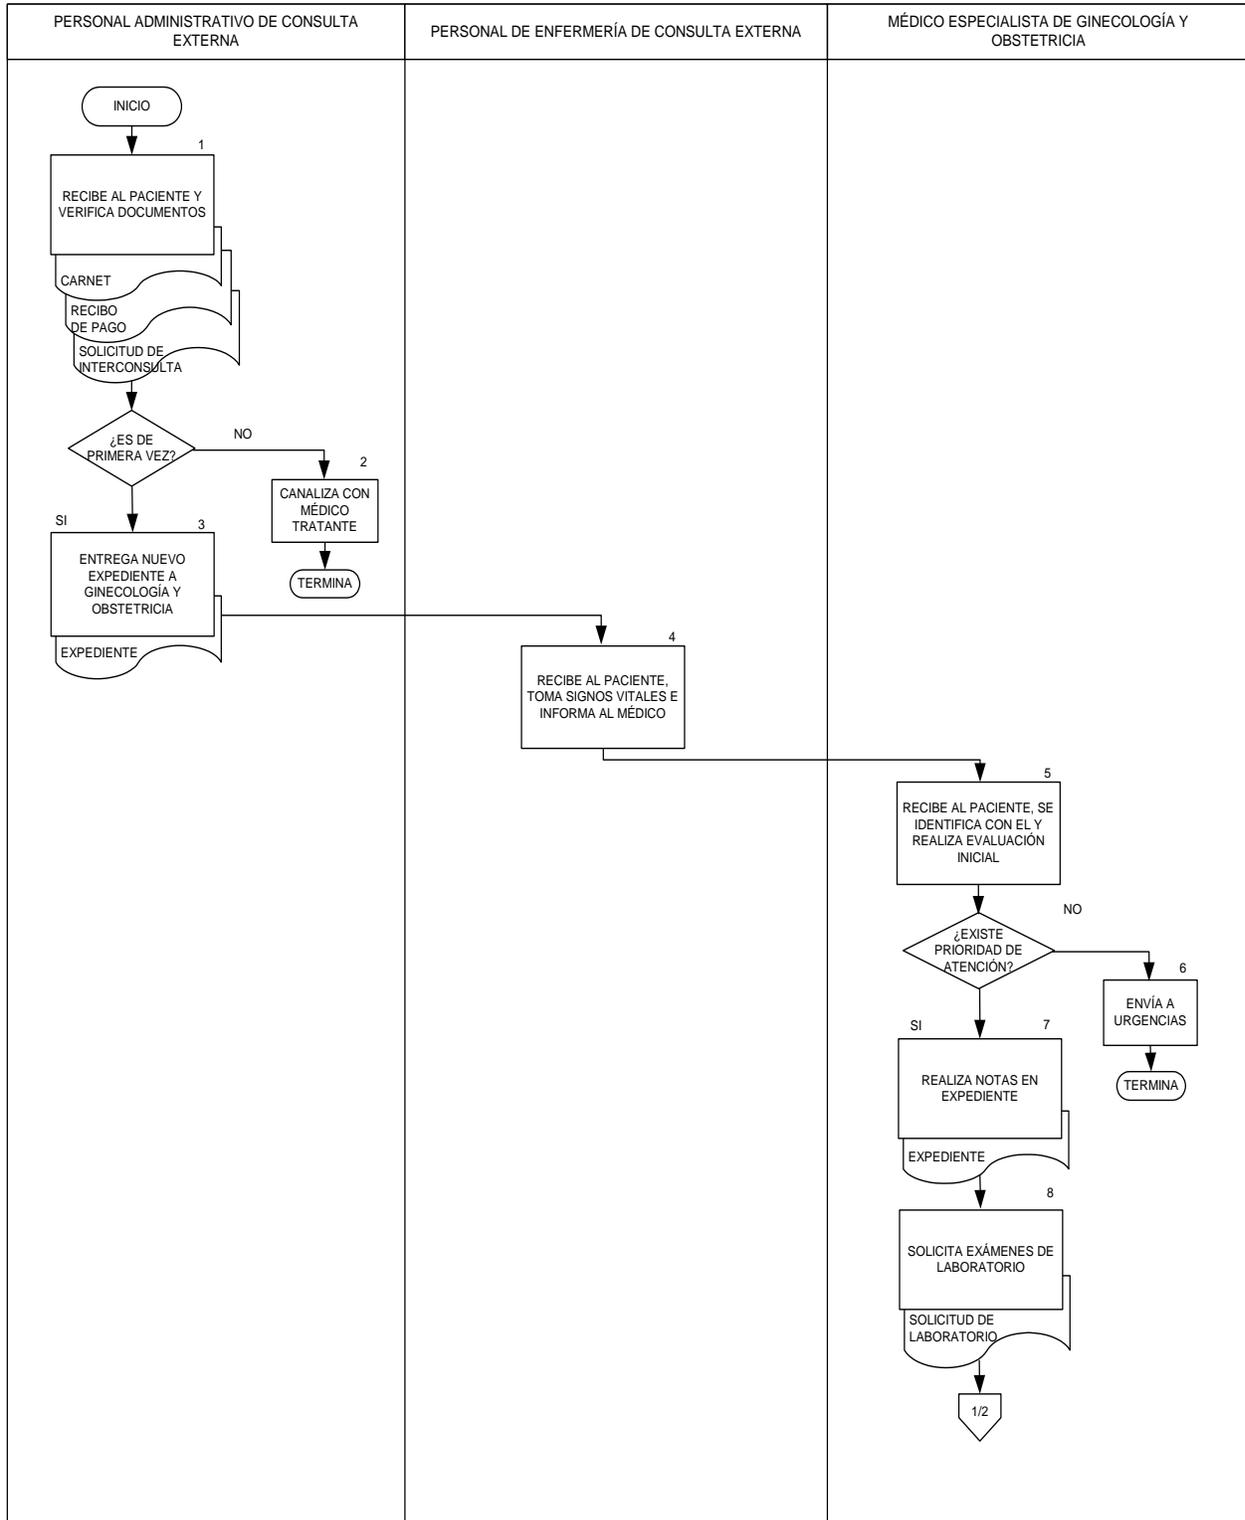 PERSONAL ADMINISTRATIVO DE CONSULTA
EXTERNA
PERSONAL DE ENFERMERÍA DE CONSULTA EXTERNA
MÉDICO ESPECIALISTA DE GINECOLOGÍA Y
OBSTETRICIA
INICIO
1
RECIBE AL PACIENTE Y
VERIFICA DOCUMENTOS
CARNET
RECIBO
DE PAGO
SOLICITUD DE
INTERCONSULTA
¿ES DE
PRIMERA VEZ?
NO
2
CANALIZA CON
MÉDICO
TRATANTE
TERMINA
SI
3
ENTREGA NUEVO
EXPEDIENTE A
GINECOLOGÍA Y
OBSTETRICIA
EXPEDIENTE
4
RECIBE AL PACIENTE,
TOMA SIGNOS VITALES E
INFORMA AL MÉDICO
5
RECIBE AL PACIENTE, SE
IDENTIFICA CON EL Y
REALIZA EVALUACIÓN
INICIAL
¿EXISTE
PRIORIDAD DE
ATENCIÓN?
NO
6
ENVÍA A
URGENCIAS
TERMINA
SI
7
REALIZA NOTAS EN
EXPEDIENTE
EXPEDIENTE
8
SOLICITA EXÁMENES DE
LABORATORIO
SOLICITUD DE
LABORATORIO
1/2